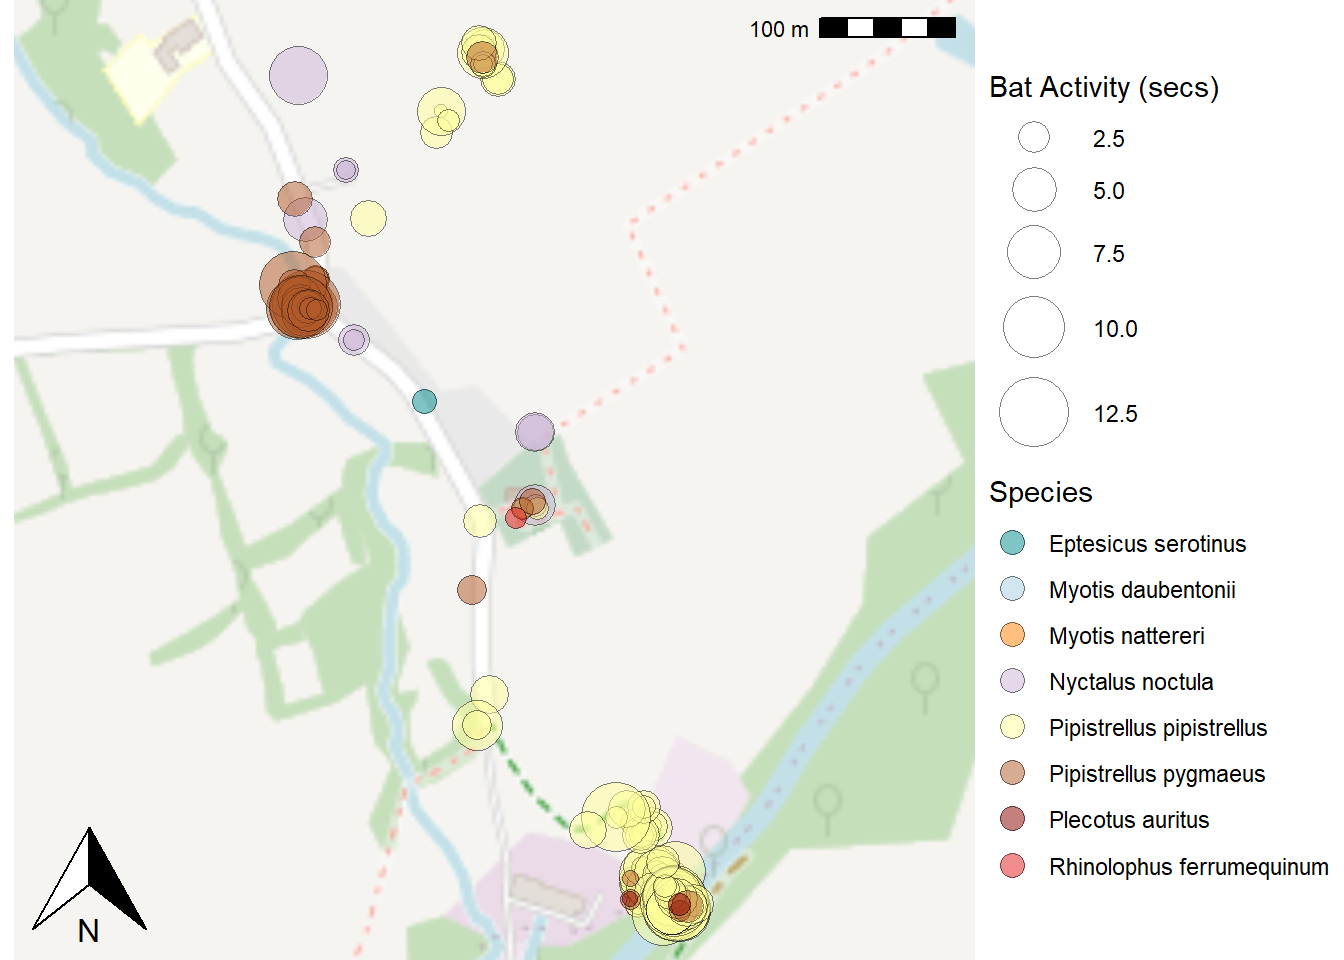 100 m
Bat Activity (secs)
2.5
5.0
7.5
10.0
12.5
Species
Eptesicus serotinus
Myotis daubentonii
Myotis nattereri
Nyctalus noctula
Pipistrellus pipistrellus
Pipistrellus pygmaeus
Plecotus auritus
Rhinolophus ferrumequinum
N